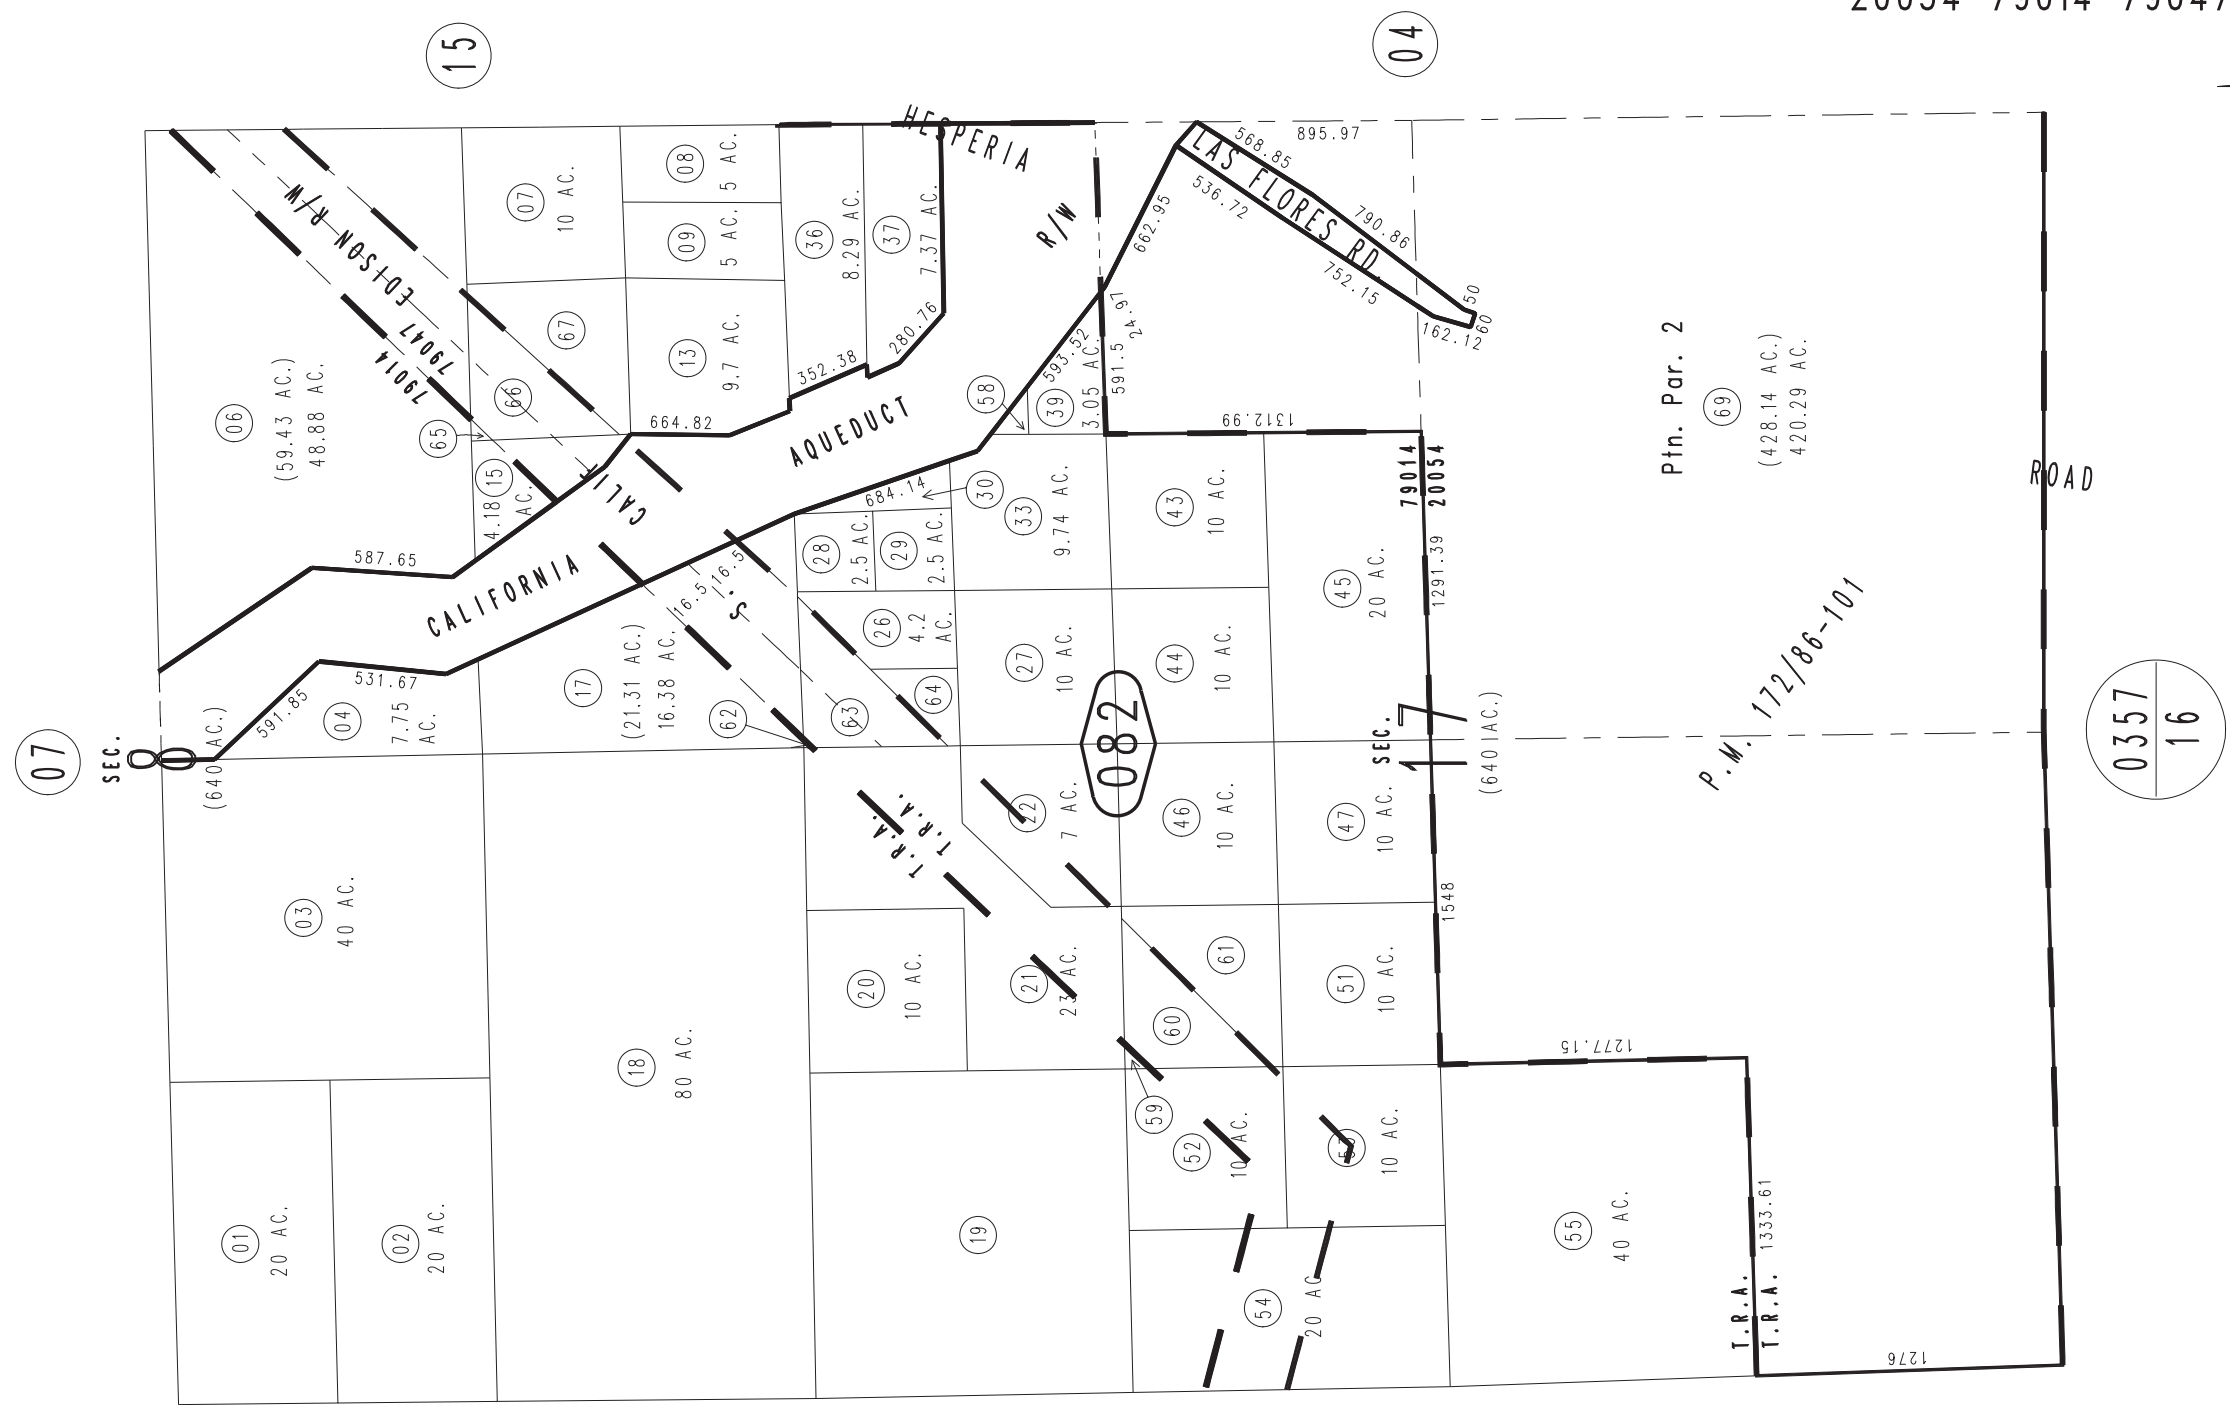 20054 79014 79047
15
04
HESPERIA
568.85
895.97
LAS FLORES RD.
536.72
790.86
752.15
50
60
162.12
662.95
R/W
EDISON R/W
79047
79014
07
10 AC.
08
5 AC.
09
5 AC.
36
8.29 AC.
37
7.37 AC.
67
13
9.7 AC.
280.76
352.38
06
(59.43 AC.)
48.88 AC.
66
65
15
4.18
AC.
664.82
CALIF.
AQUEDUCT
58
593.52
39
3.05 AC.
591.5
24.97
1312.99
Ptn. Par. 2
69
(428.14 AC.)
420.29 AC.
ROAD
587.65
CALIFORNIA
684.14
30
33
9.74 AC.
43
10 AC.
79014
20054
28
2.5 AC.
29
2.5 AC.
45
20 AC.
1291.39
16.5
16.5
S.
26
4.2
AC.
27
10 AC.
44
10 AC.
17
(21.31 AC.)
16.38 AC.
62
63
64
591.85
531.67
04
7.75
AC.
07
SEC.
8
(640 AC.)
082
SEC.
17
(640 AC.)
P.M. 172/86-101
0357
16
T.R.A.
T.R.A.
22
7 AC.
46
10 AC.
47
10 AC.
03
40 AC.
1548
20
10 AC.
21
23 AC.
61
60
51
10 AC.
18
80 AC.
1277.15
59
52
10 AC.
53
10 AC.
01
20 AC.
02
20 AC.
19
54
20 AC
55
40 AC.
1333.61
T.R.A.
T.R.A.
1276